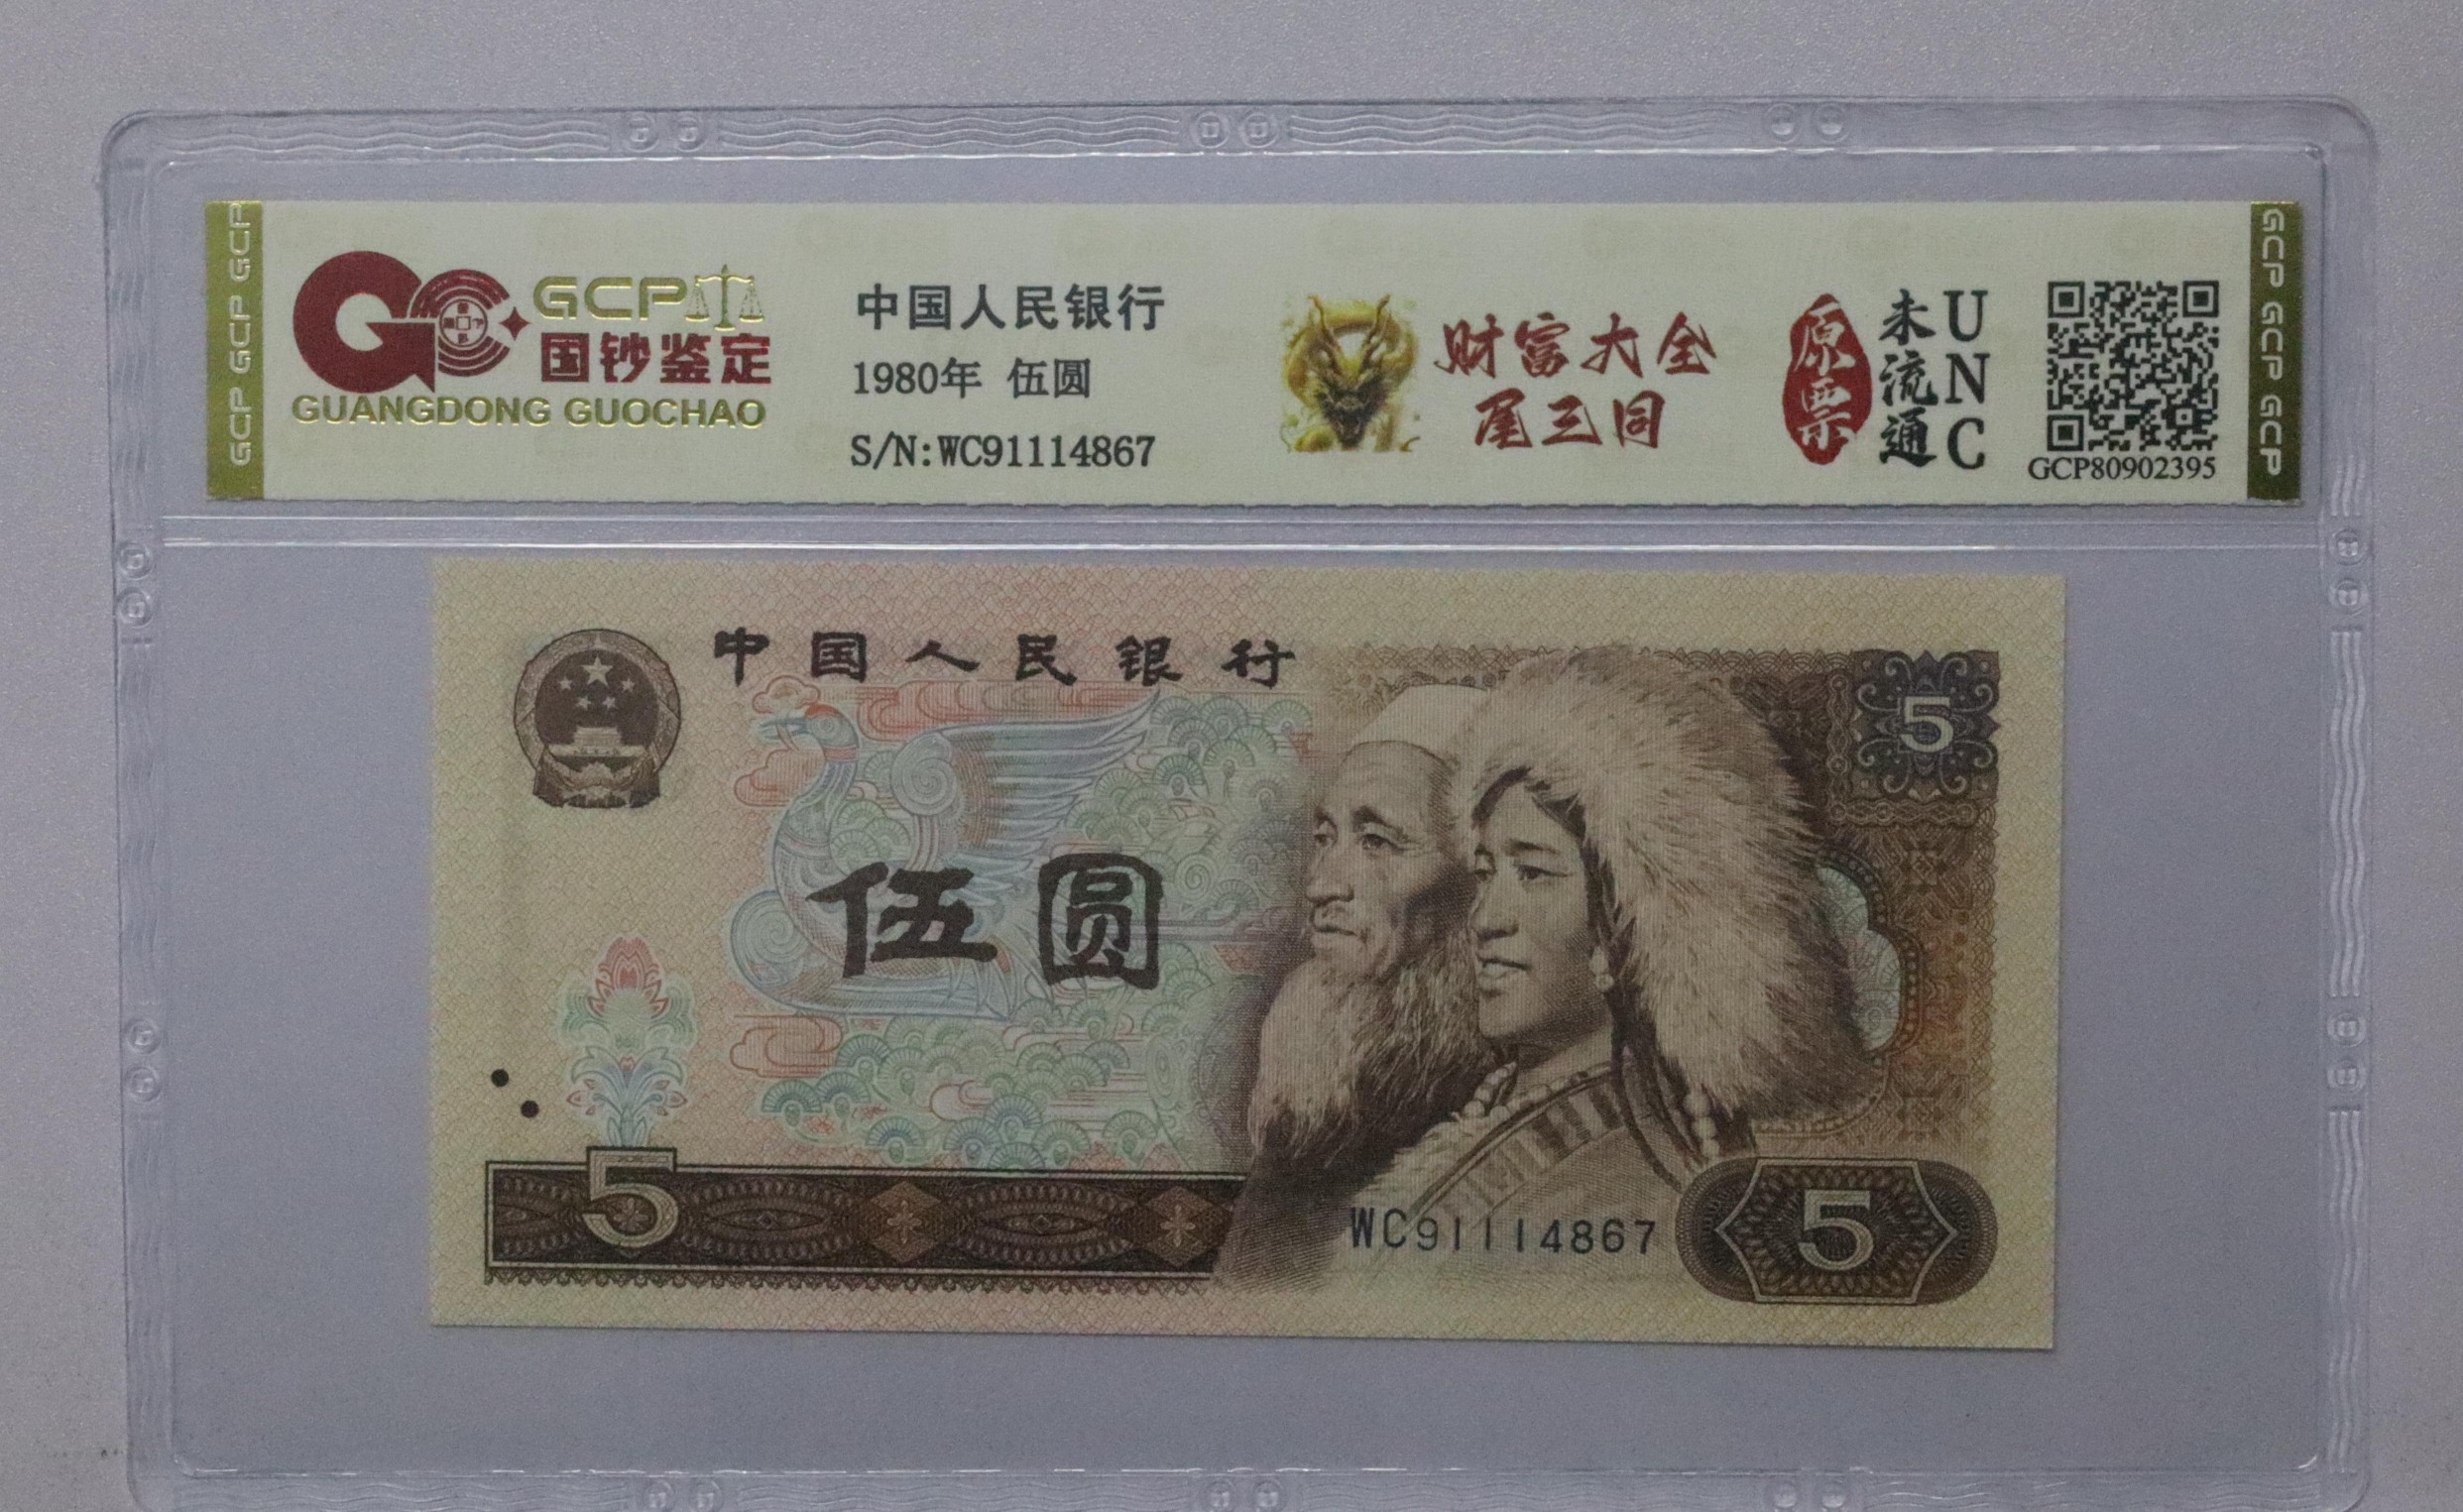 GCP GCP GCP
GCP
国钞鉴定
GUANGDONG GUOCHAO
中国人民银行
1980年 伍圆
S/N:WC91114867
财富大全
尾三同
原票
未流通
UNC
GCP80902395
GCP GCP GCP
中国人民银行
5
伍圆
5
WC91114867
5